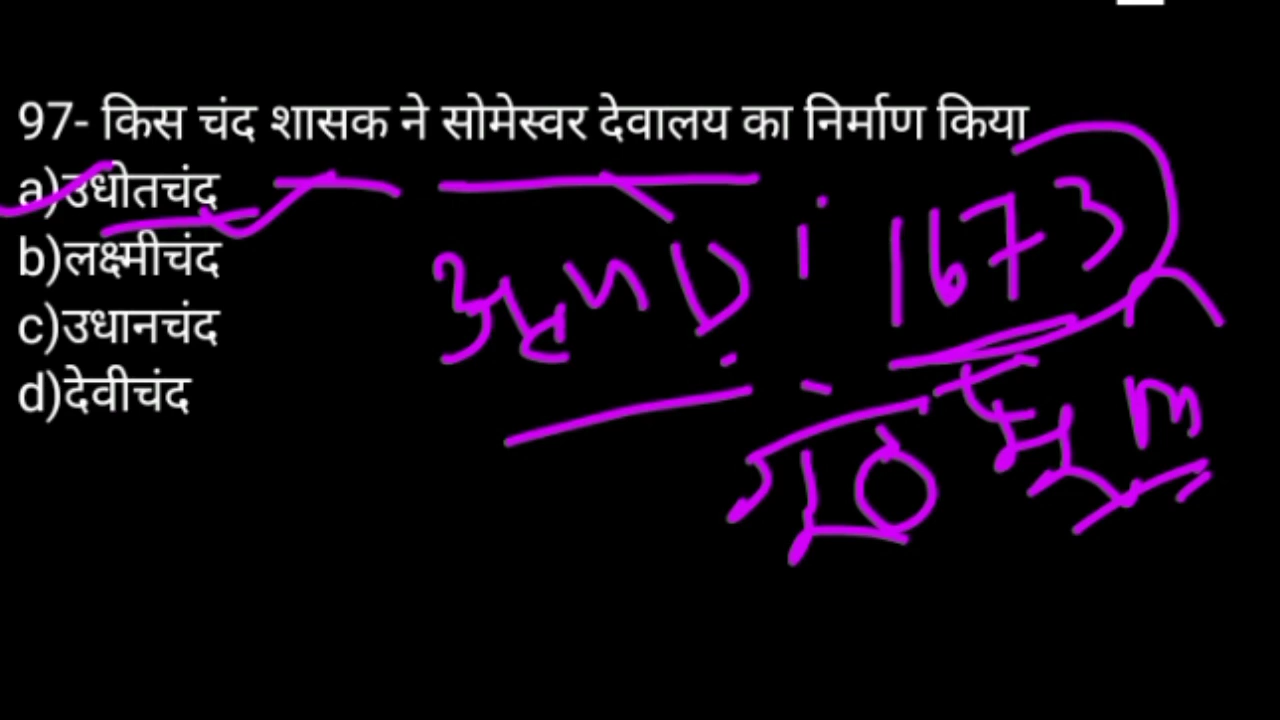 97- किस चंद शासक ने सोमेस्वर देवालय का निर्माण किया
a)उधोतचंद
b)लक्ष्मीचंद
c)उधानचंद
d)देवीचंद
1673